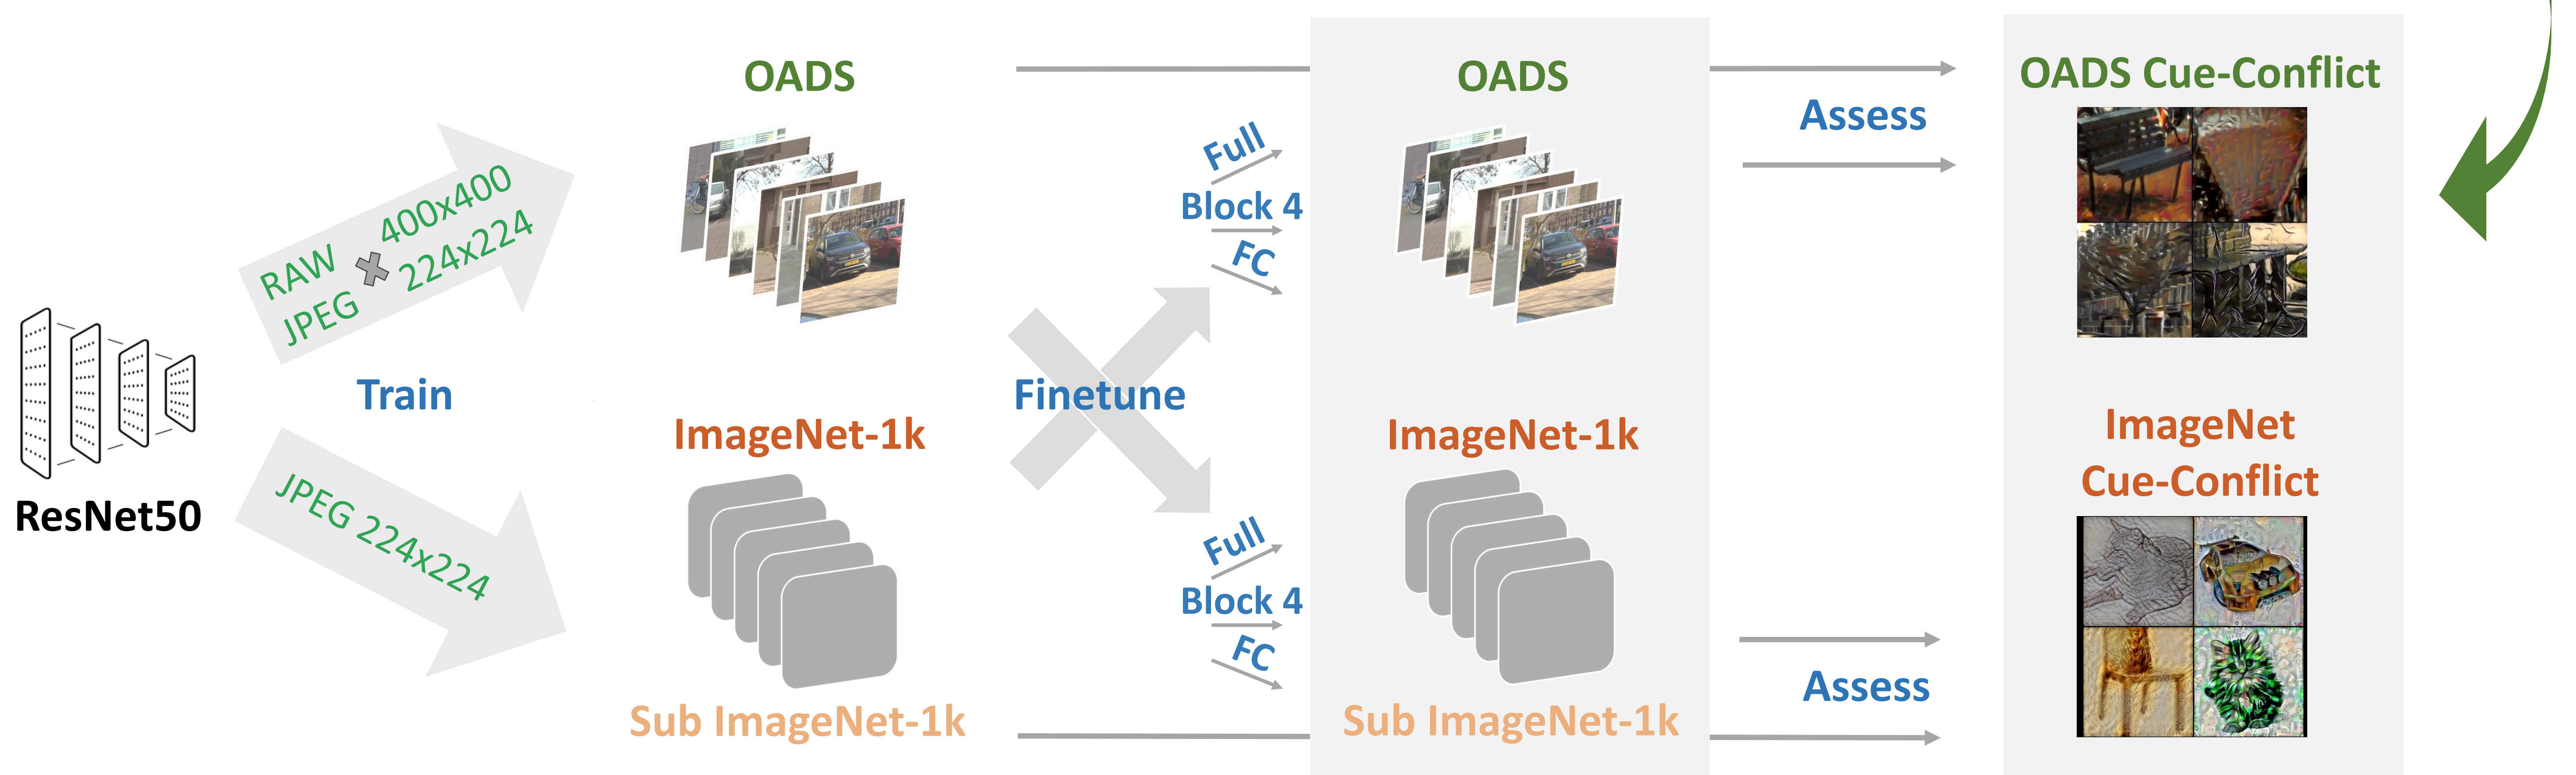 ResNet50
RAW
JPEG
400x400
224x224
Train
JPEG 224x224
OADS
ImageNet-1k
Sub ImageNet-1k
Finetune
Full
Block 4
FC
Full
Block 4
FC
OADS
ImageNet-1k
Sub ImageNet-1k
Assess
Assess
OADS Cue-Conflict
ImageNet
Cue-Conflict